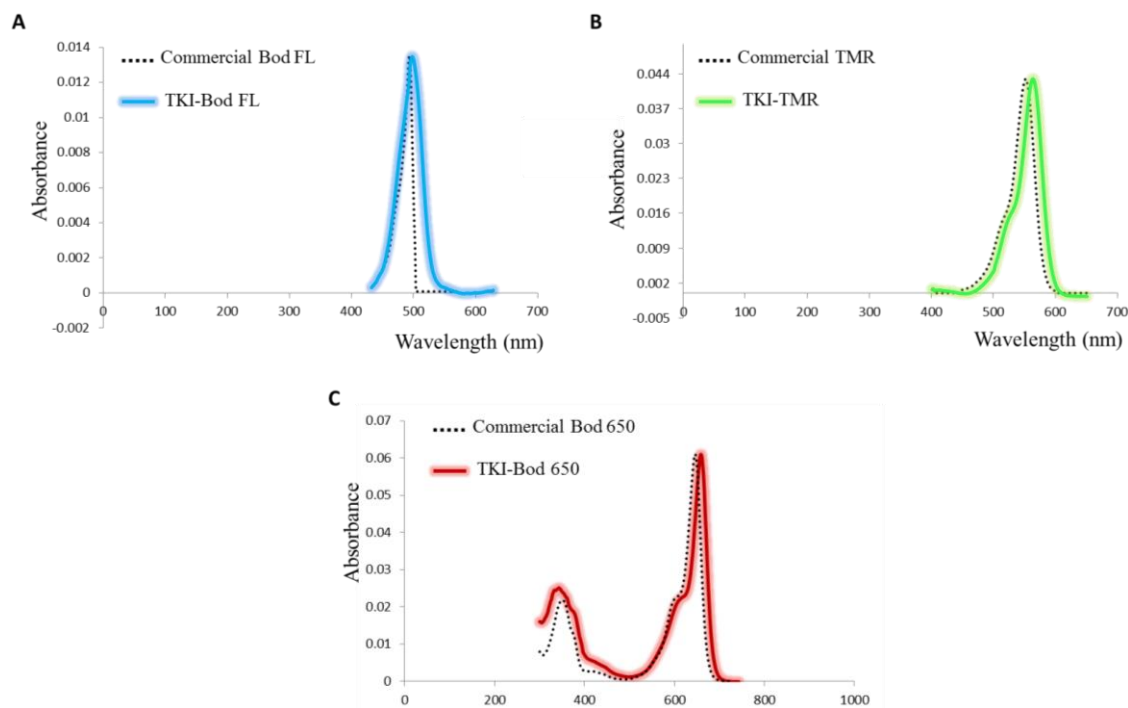 A
Commercial Bod FL
TKI-Bod FL
Absorbance
0.014
0.012
0.01
0.008
0.006
0.004
0.002
0
-0.002
0 100 200 300 400 500 600 700
Wavelength (nm)
B
Commercial TMR
TKI-TMR
Absorbance
0.044
0.037
0.03
0.023
0.016
0.009
0.002
-0.005
0 100 200 300 400 500 600 700
Wavelength (nm)
C
Commercial Bod 650
TKI-Bod 650
Absorbance
0.07
0.06
0.05
0.04
0.03
0.02
0.01
0
0 200 400 600 800 1000